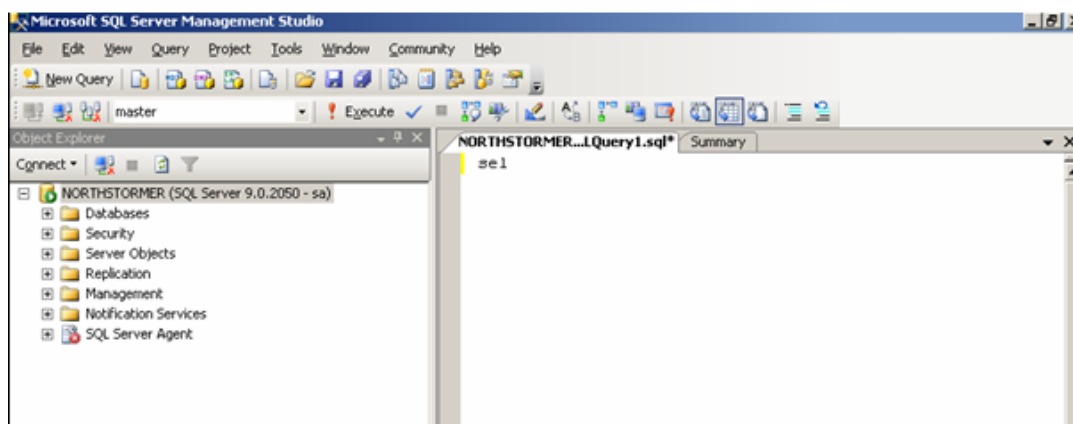 Microsoft SQL Server Management Studio
File Edit View Query Project Tools Window Community Help
New Query
master Execute
Object Explorer
NORTHSTORMER...LQuery1.sql* Summary
Connect
sel
NORTHSTORMER (SQL Server 9.0.2050 - sa)
Databases
Security
Server Objects
Replication
Management
Notification Services
SQL Server Agent